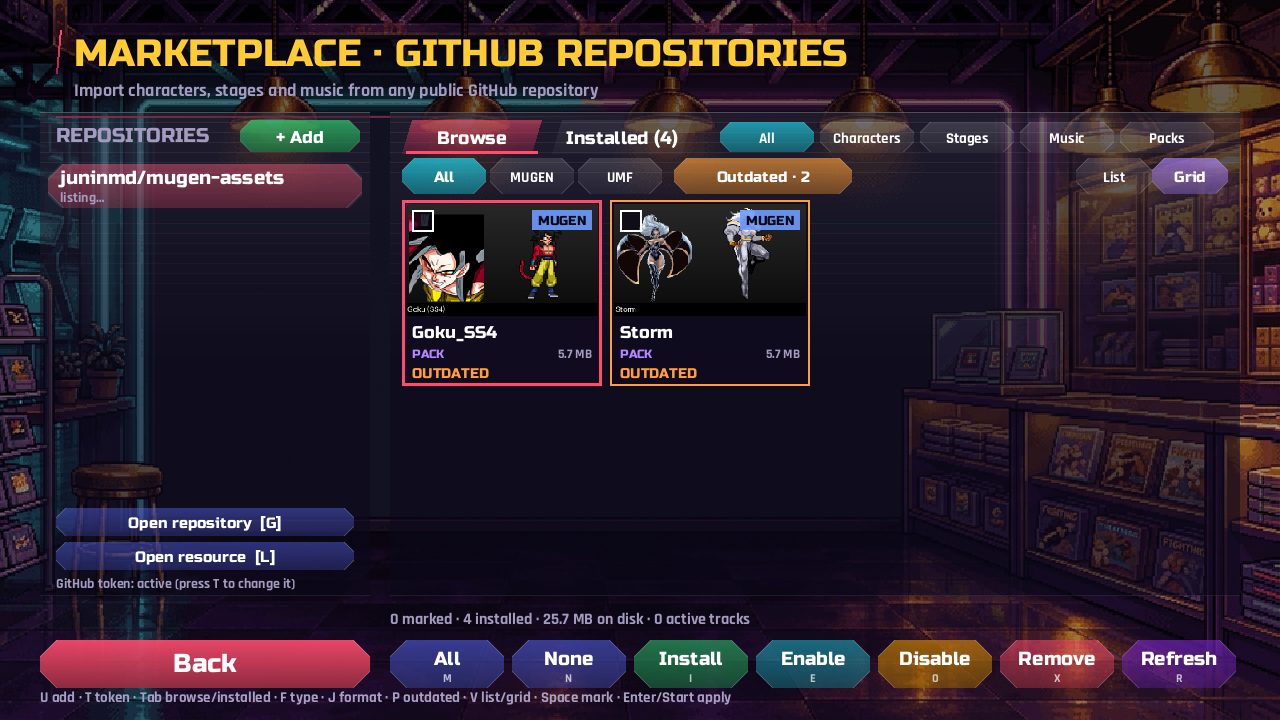 MARKETPLACE · GITHUB REPOSITORIES
Import characters, stages and music from any public GitHub repository
REPOSITORIES
+ Add
juninmd/mugen-assets
listing...
Open repository [G]
Open resource [L]
GitHub token: active (press T to change it)
Browse
Installed (4)
All
Characters
Stages
Music
Packs
All
MUGEN
UMF
Outdated · 2
List
Grid
MUGEN
Goku (SS4)
Goku_SS4
PACK
5.7 MB
OUTDATED
MUGEN
Storm
Storm
PACK
5.7 MB
OUTDATED
0 marked · 4 installed · 25.7 MB on disk · 0 active tracks
Back
All
M
None
N
Install
I
Enable
E
Disable
O
Remove
X
Refresh
R
U add · T token · Tab browse/installed · F type · J format · P outdated · V list/grid · Space mark · Enter/Start apply